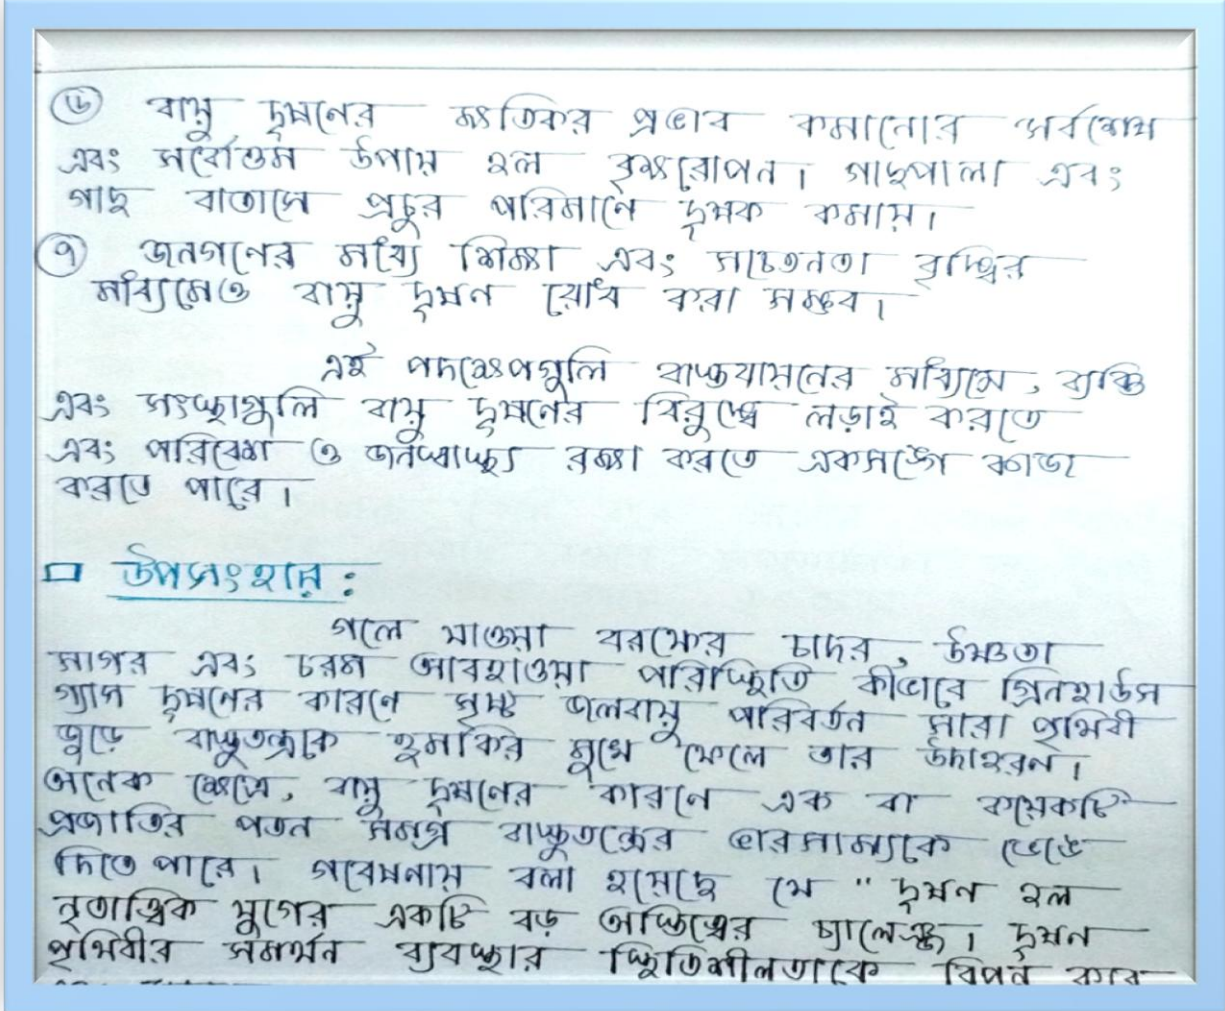 ⑥ বায়ু দূষণের ক্ষতিকর প্রভাব কমানোর সর্বশেষ
এবং সর্বোত্তম উপায় হল বৃক্ষরোপন। গাছপালা এবং
গাছ বাতাসে প্রচুর পরিমানে দূষক কমায়।
⑦ জনগনের মধ্যে শিক্ষা এবং সচেতনতা বৃদ্ধির
মাধ্যমেও বায়ু দূষন রোধ করা সম্ভব।
এই পদক্ষেপগুলি বাস্তবায়নের মাধ্যমে, ব্যক্তি
এবং সংস্থাগুলি বায়ু দূষণের বিরুদ্ধে লড়াই করতে
এবং পরিবেশ ও জনস্বাস্থ্য রক্ষা করতে একসঙ্গে কাজ
করতে পারে।
□ উপসংহার :
গলে যাওয়া বরফের চাদর, উষ্ণতা
সাগর এবং চরম আবহাওয়া পরিস্থিতি কীভাবে গ্রিনহাউস
গ্যাস দূষনের কারণে সৃষ্ট জলবায়ু পরিবর্তন সারা পৃথিবী
জুড়ে বাস্তুতন্ত্রকে হুমকির মুখে ফেলে তার উদাহরন।
অনেক ক্ষেত্রে, বায়ু দূষনের কারনে এক বা কয়েকটি
প্রজাতির পতন সমগ্র বাস্তুতন্ত্রের ভারসাম্যকে ভেঙে
দিতে পারে। গবেষনায় বলা হয়েছে যে " দূষন হল
নৃতাত্ত্বিক যুগের একটি বড় অস্তিত্বের চ্যালেঞ্জ। দূষন
পৃথিবীর সমর্থন ব্যবস্থার স্থিতিশীলতাকে বিপন্ন করে